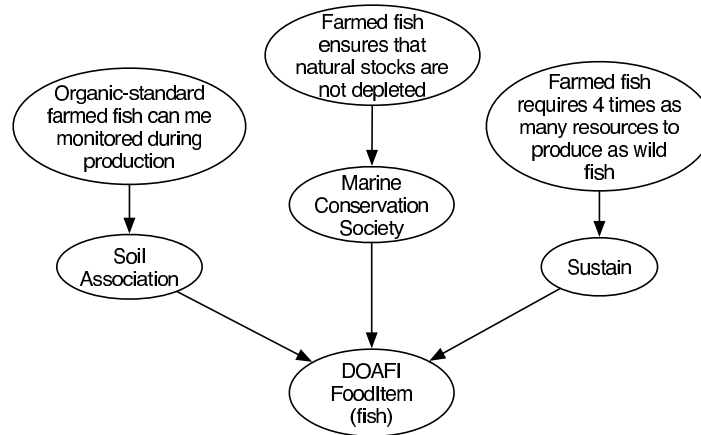 Farmed fish
ensures that
natural stocks are
not depleted
Organic-standard
farmed fish can me
monitored during
production
Farmed fish
requires 4 times as
many resources to
produce as wild
fish
Marine
Conservation
Society
Soil
Association
Sustain
DOAFI
FoodItem
(fish)